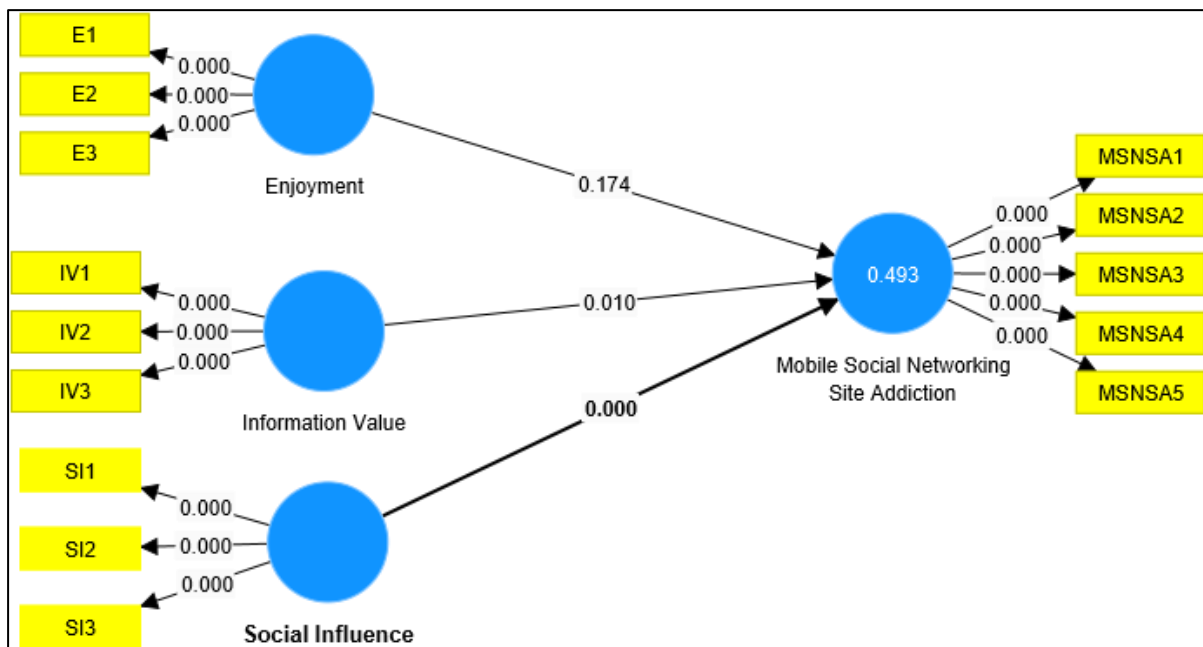 E1
E2
E3
0.000
0.000
0.000
Enjoyment
0.174
IV1
IV2
IV3
0.000
0.000
0.000
Information Value
0.010
SI1
SI2
SI3
0.000
0.000
0.000
Social Influence
0.000
0.493
Mobile Social Networking
Site Addiction
0.000
0.000
0.000
0.000
0.000
MSNSA1
MSNSA2
MSNSA3
MSNSA4
MSNSA5